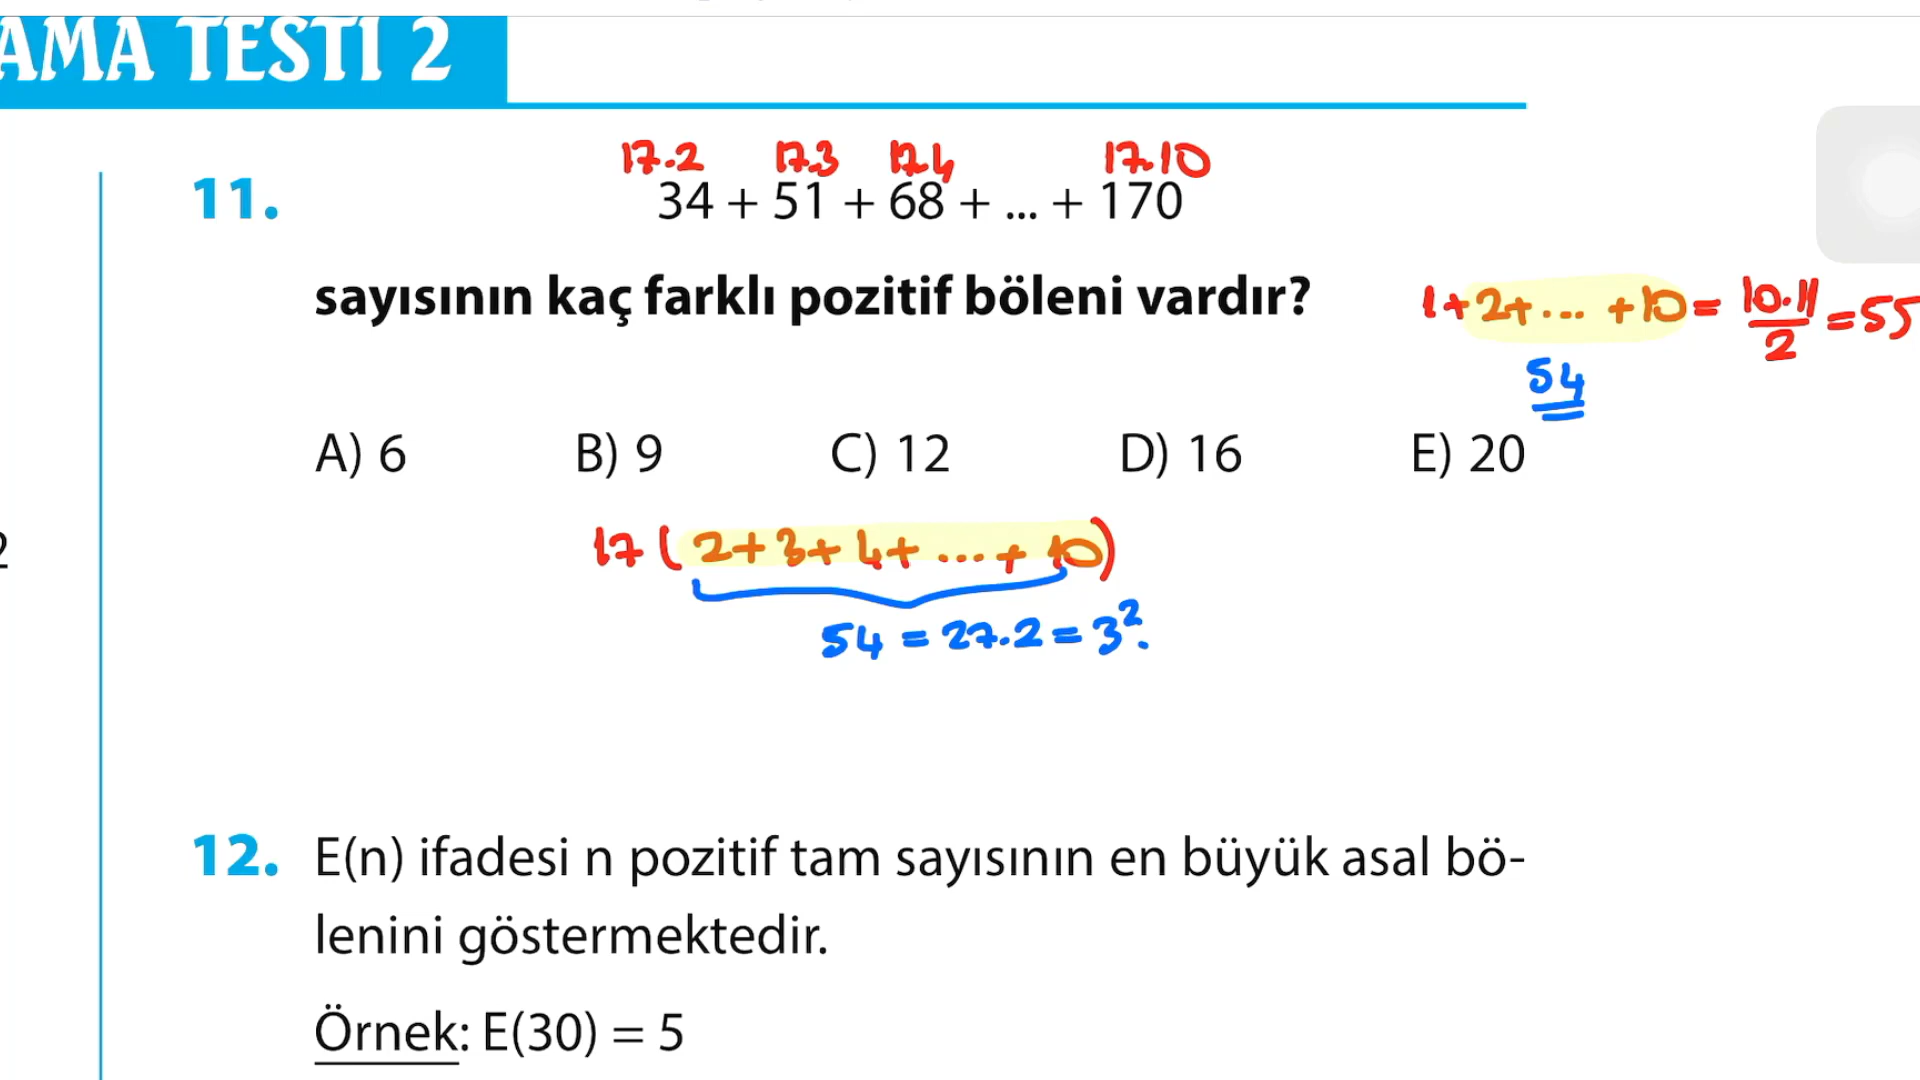 AMA TESTİ 2
17.2 17.3 17.4 17.10
11. 34 + 51 + 68 + ... + 170
sayısının kaç farklı pozitif böleni vardır?
1+2+... +10= 10.11/2 =55
54
A) 6 B) 9 C) 12 D) 16 E) 20
17(2+3+4+...+10)
54 = 27.2 = 3².
12. E(n) ifadesi n pozitif tam sayısının en büyük asal bö-
lenini göstermektedir.
Örnek: E(30) = 5